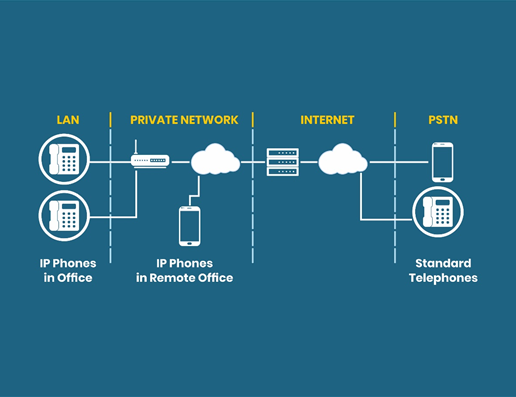 LAN
PRIVATE NETWORK
INTERNET
PSTN
IP Phones
in Office
IP Phones
in Remote Office
Standard
Telephones